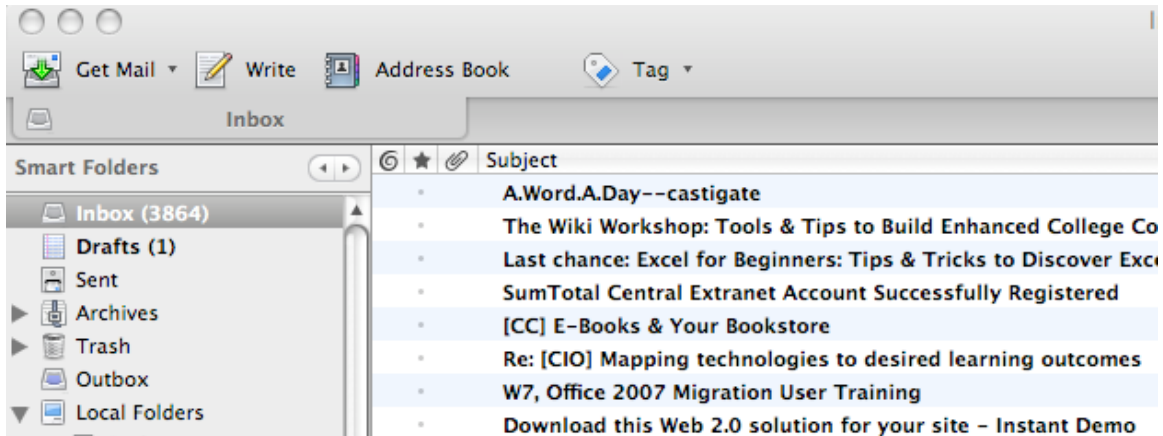 Get Mail Write Address Book Tag
Inbox
Smart Folders
Inbox (3864)
Drafts (1)
Sent
Archives
Trash
Outbox
Local Folders
Subject
A.Word.A.Day--castigate
The Wiki Workshop: Tools & Tips to Build Enhanced College Co
Last chance: Excel for Beginners: Tips & Tricks to Discover Exce
SumTotal Central Extranet Account Successfully Registered
[CC] E-Books & Your Bookstore
Re: [CIO] Mapping technologies to desired learning outcomes
W7, Office 2007 Migration User Training
Download this Web 2.0 solution for your site - Instant Demo